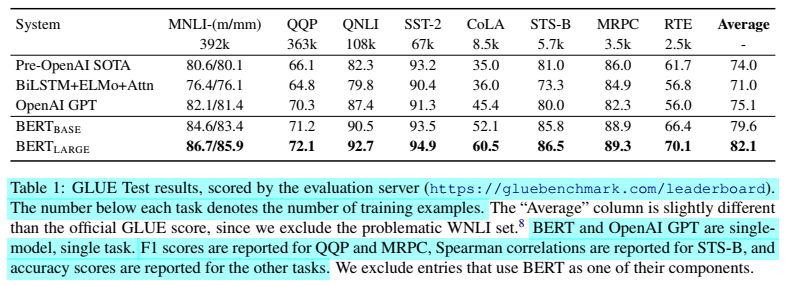 System MNLI-(m/mm) QQP QNLI SST-2 CoLA STS-B MRPC RTE Average
392k 363k 108k 67k 8.5k 5.7k 3.5k 2.5k -
Pre-OpenAI SOTA 80.6/80.1 66.1 82.3 93.2 35.0 81.0 86.0 61.7 74.0
BiLSTM+ELMo+Attn 76.4/76.1 64.8 79.8 90.4 36.0 73.3 84.9 56.8 71.0
OpenAI GPT 82.1/81.4 70.3 87.4 91.3 45.4 80.0 82.3 56.0 75.1
BERTBASE 84.6/83.4 71.2 90.5 93.5 52.1 85.8 88.9 66.4 79.6
BERTLARGE 86.7/85.9 72.1 92.7 94.9 60.5 86.5 89.3 70.1 82.1
Table 1: GLUE Test results, scored by the evaluation server (https://gluebenchmark.com/leaderboard).
The number below each task denotes the number of training examples. The “Average” column is slightly different
than the official GLUE score, since we exclude the problematic WNLI set.8 BERT and OpenAI GPT are single-
model, single task. F1 scores are reported for QQP and MRPC, Spearman correlations are reported for STS-B, and
accuracy scores are reported for the other tasks. We exclude entries that use BERT as one of their components.